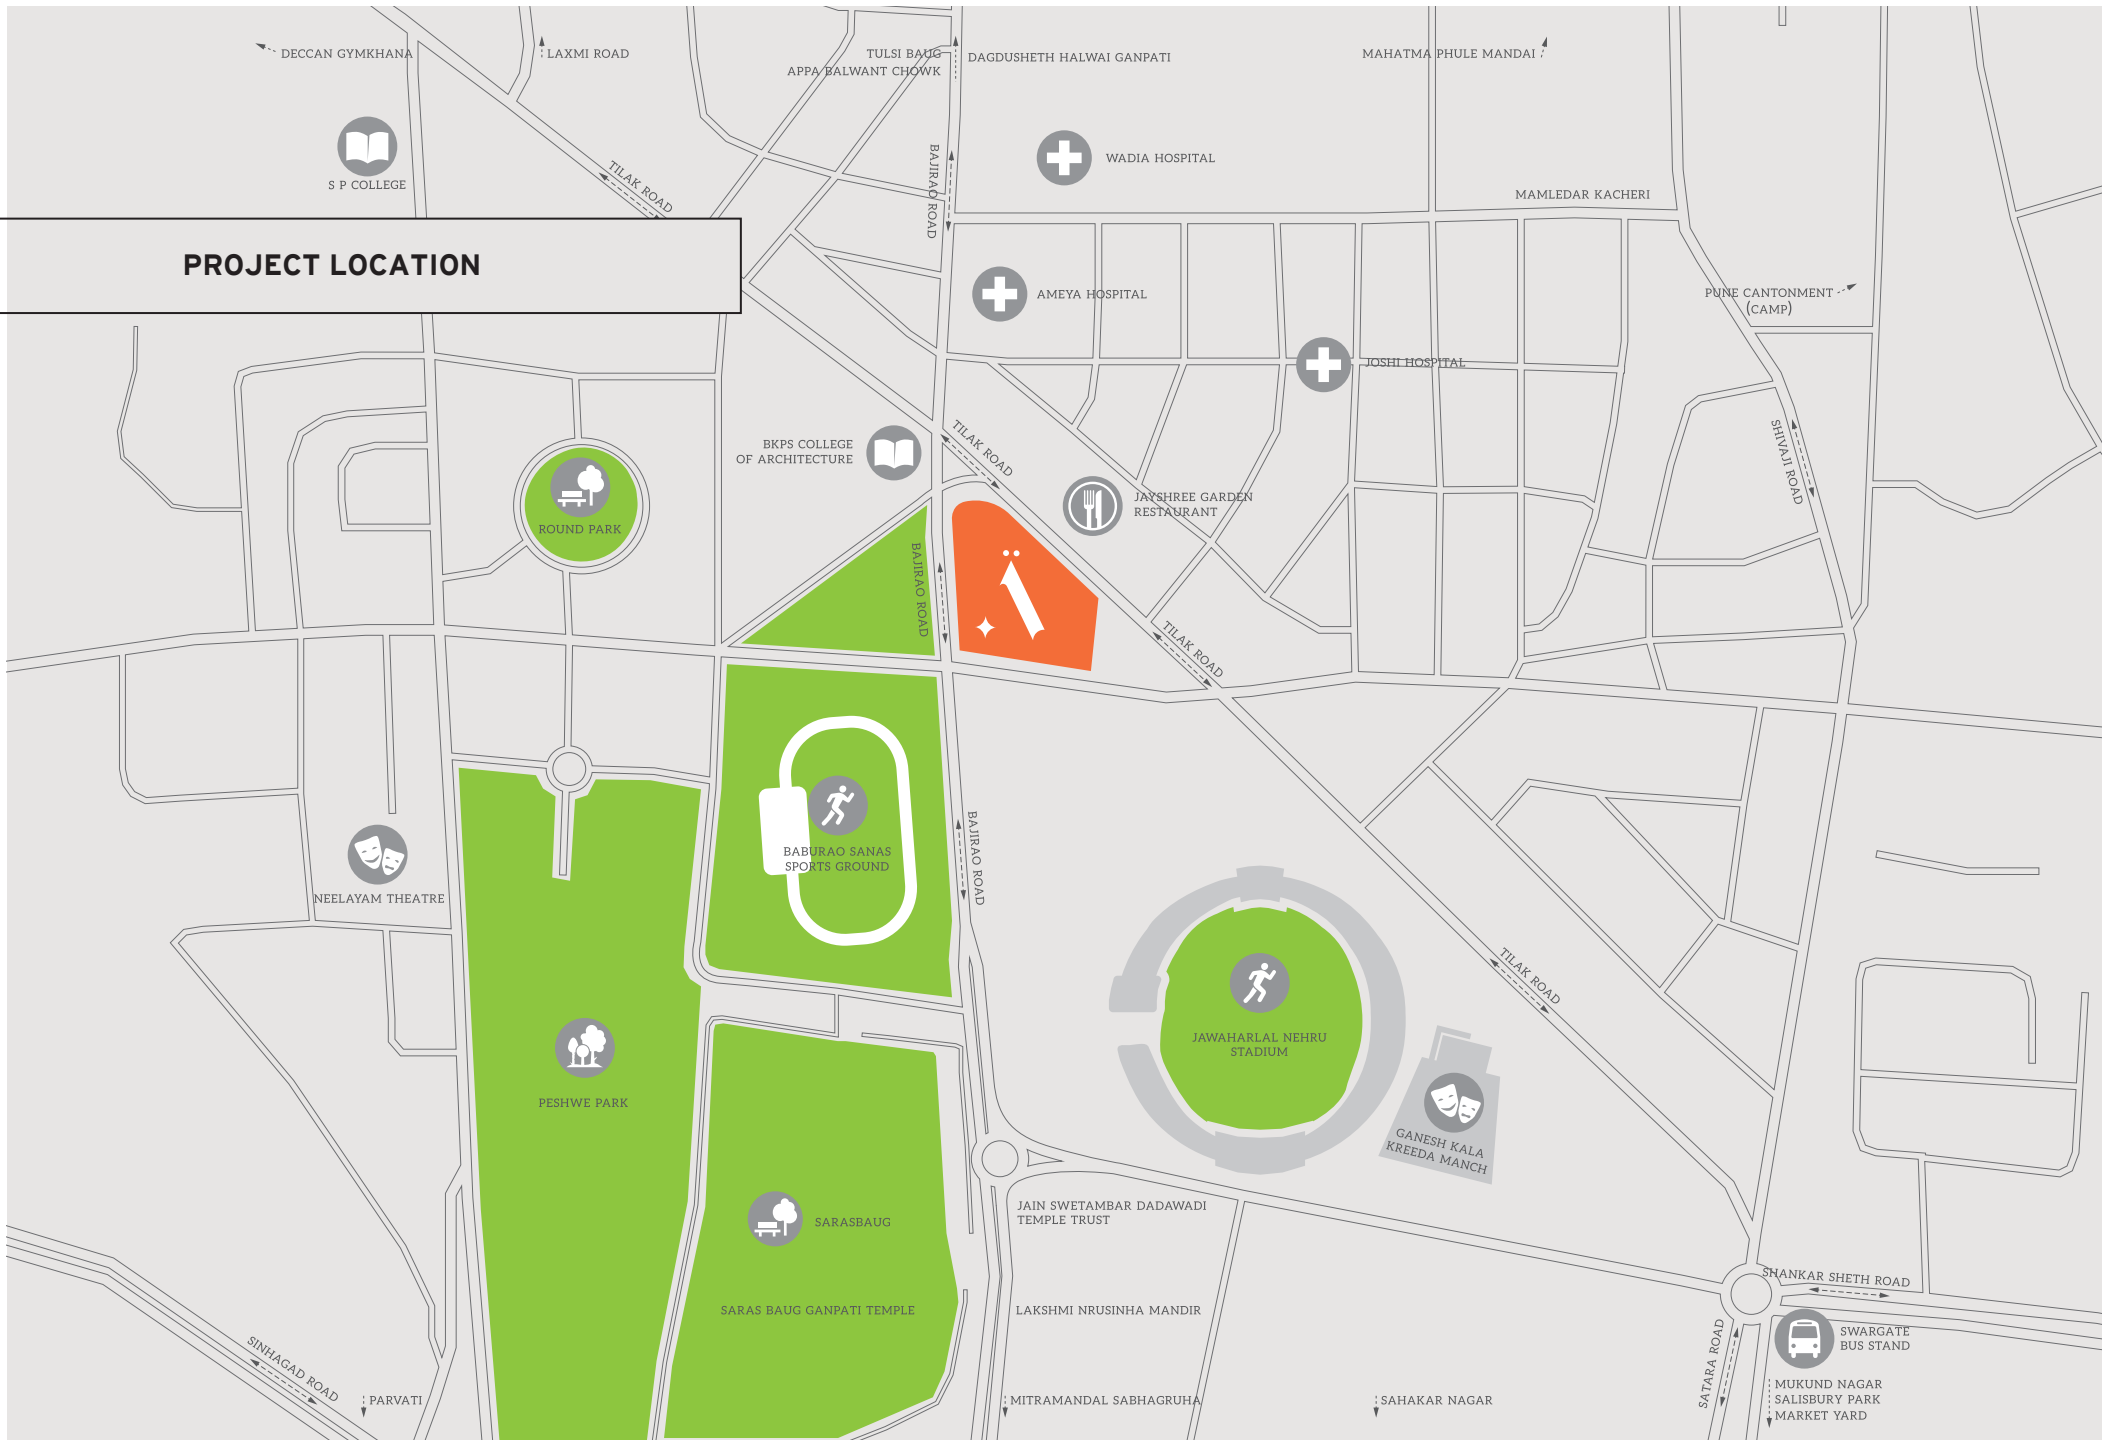 DECCAN GYMKHANA
LAXMI ROAD
TULSI BAUG
APPA BALWANT CHOWK
DAGDUSHETH HALWAI GANPATI
MAHATMA PHULE MANDAI
S P COLLEGE
TILAK ROAD
BAJIRAO ROAD
WADIA HOSPITAL
MAMLEDAR KACHERI
PROJECT LOCATION
AMEYA HOSPITAL
PUNE CANTONMENT
(CAMP)
JOSHI HOSPITAL
BKPS COLLEGE
OF ARCHITECTURE
TILAK ROAD
SHIVAJI ROAD
JAYSHREE GARDEN
RESTAURANT
ROUND PARK
BAJIRAO ROAD
TILAK ROAD
BABURAO SANAS
SPORTS GROUND
BAJIRAO ROAD
NEELAYAM THEATRE
TILAK ROAD
JAWAHARLAL NEHRU
STADIUM
PESHWE PARK
GANESH KALA
KREEDA MANCH
JAIN SWETAMBAR DADAWADI
TEMPLE TRUST
SARASBAUG
SHANKAR SHETH ROAD
SARAS BAUG GANPATI TEMPLE
LAKSHMI NRUSINHA MANDIR
SWARGATE
BUS STAND
SINHAGAD ROAD
SATARA ROAD
PARVATI
MITRAMANDAL SABHAGRUHA
SAHAKAR NAGAR
MUKUND NAGAR
SALISBURY PARK
MARKET YARD